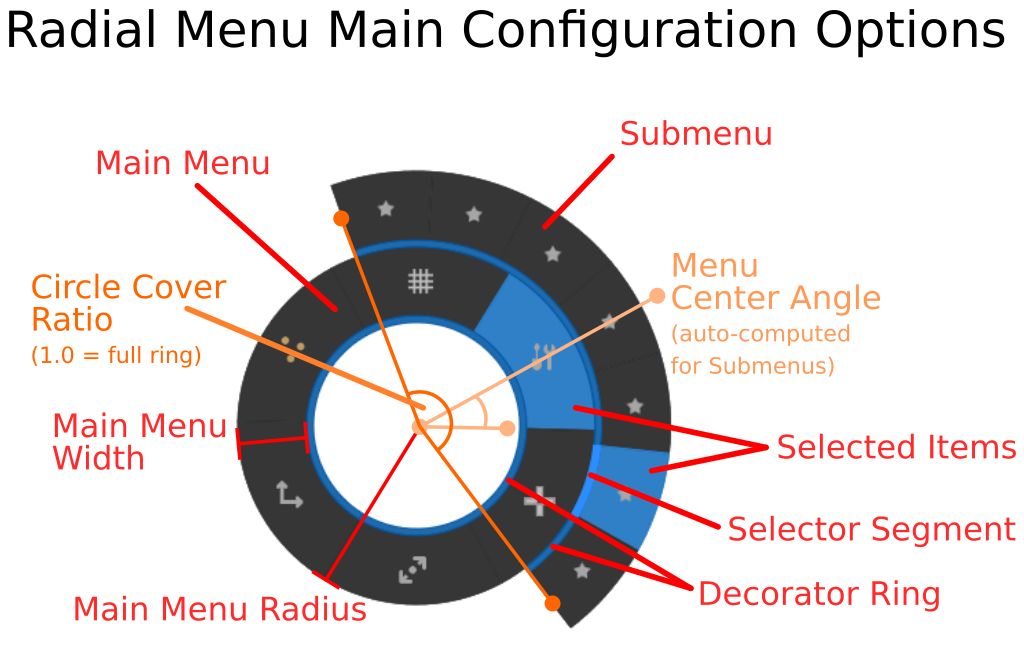 Radial Menu Main Configuration Options
Submenu
Main Menu
Menu
Center Angle
(auto-computed
for Submenus)
Circle Cover
Ratio
(1.0 = full ring)
Main Menu
Width
Selected Items
Selector Segment
Decorator Ring
Main Menu Radius